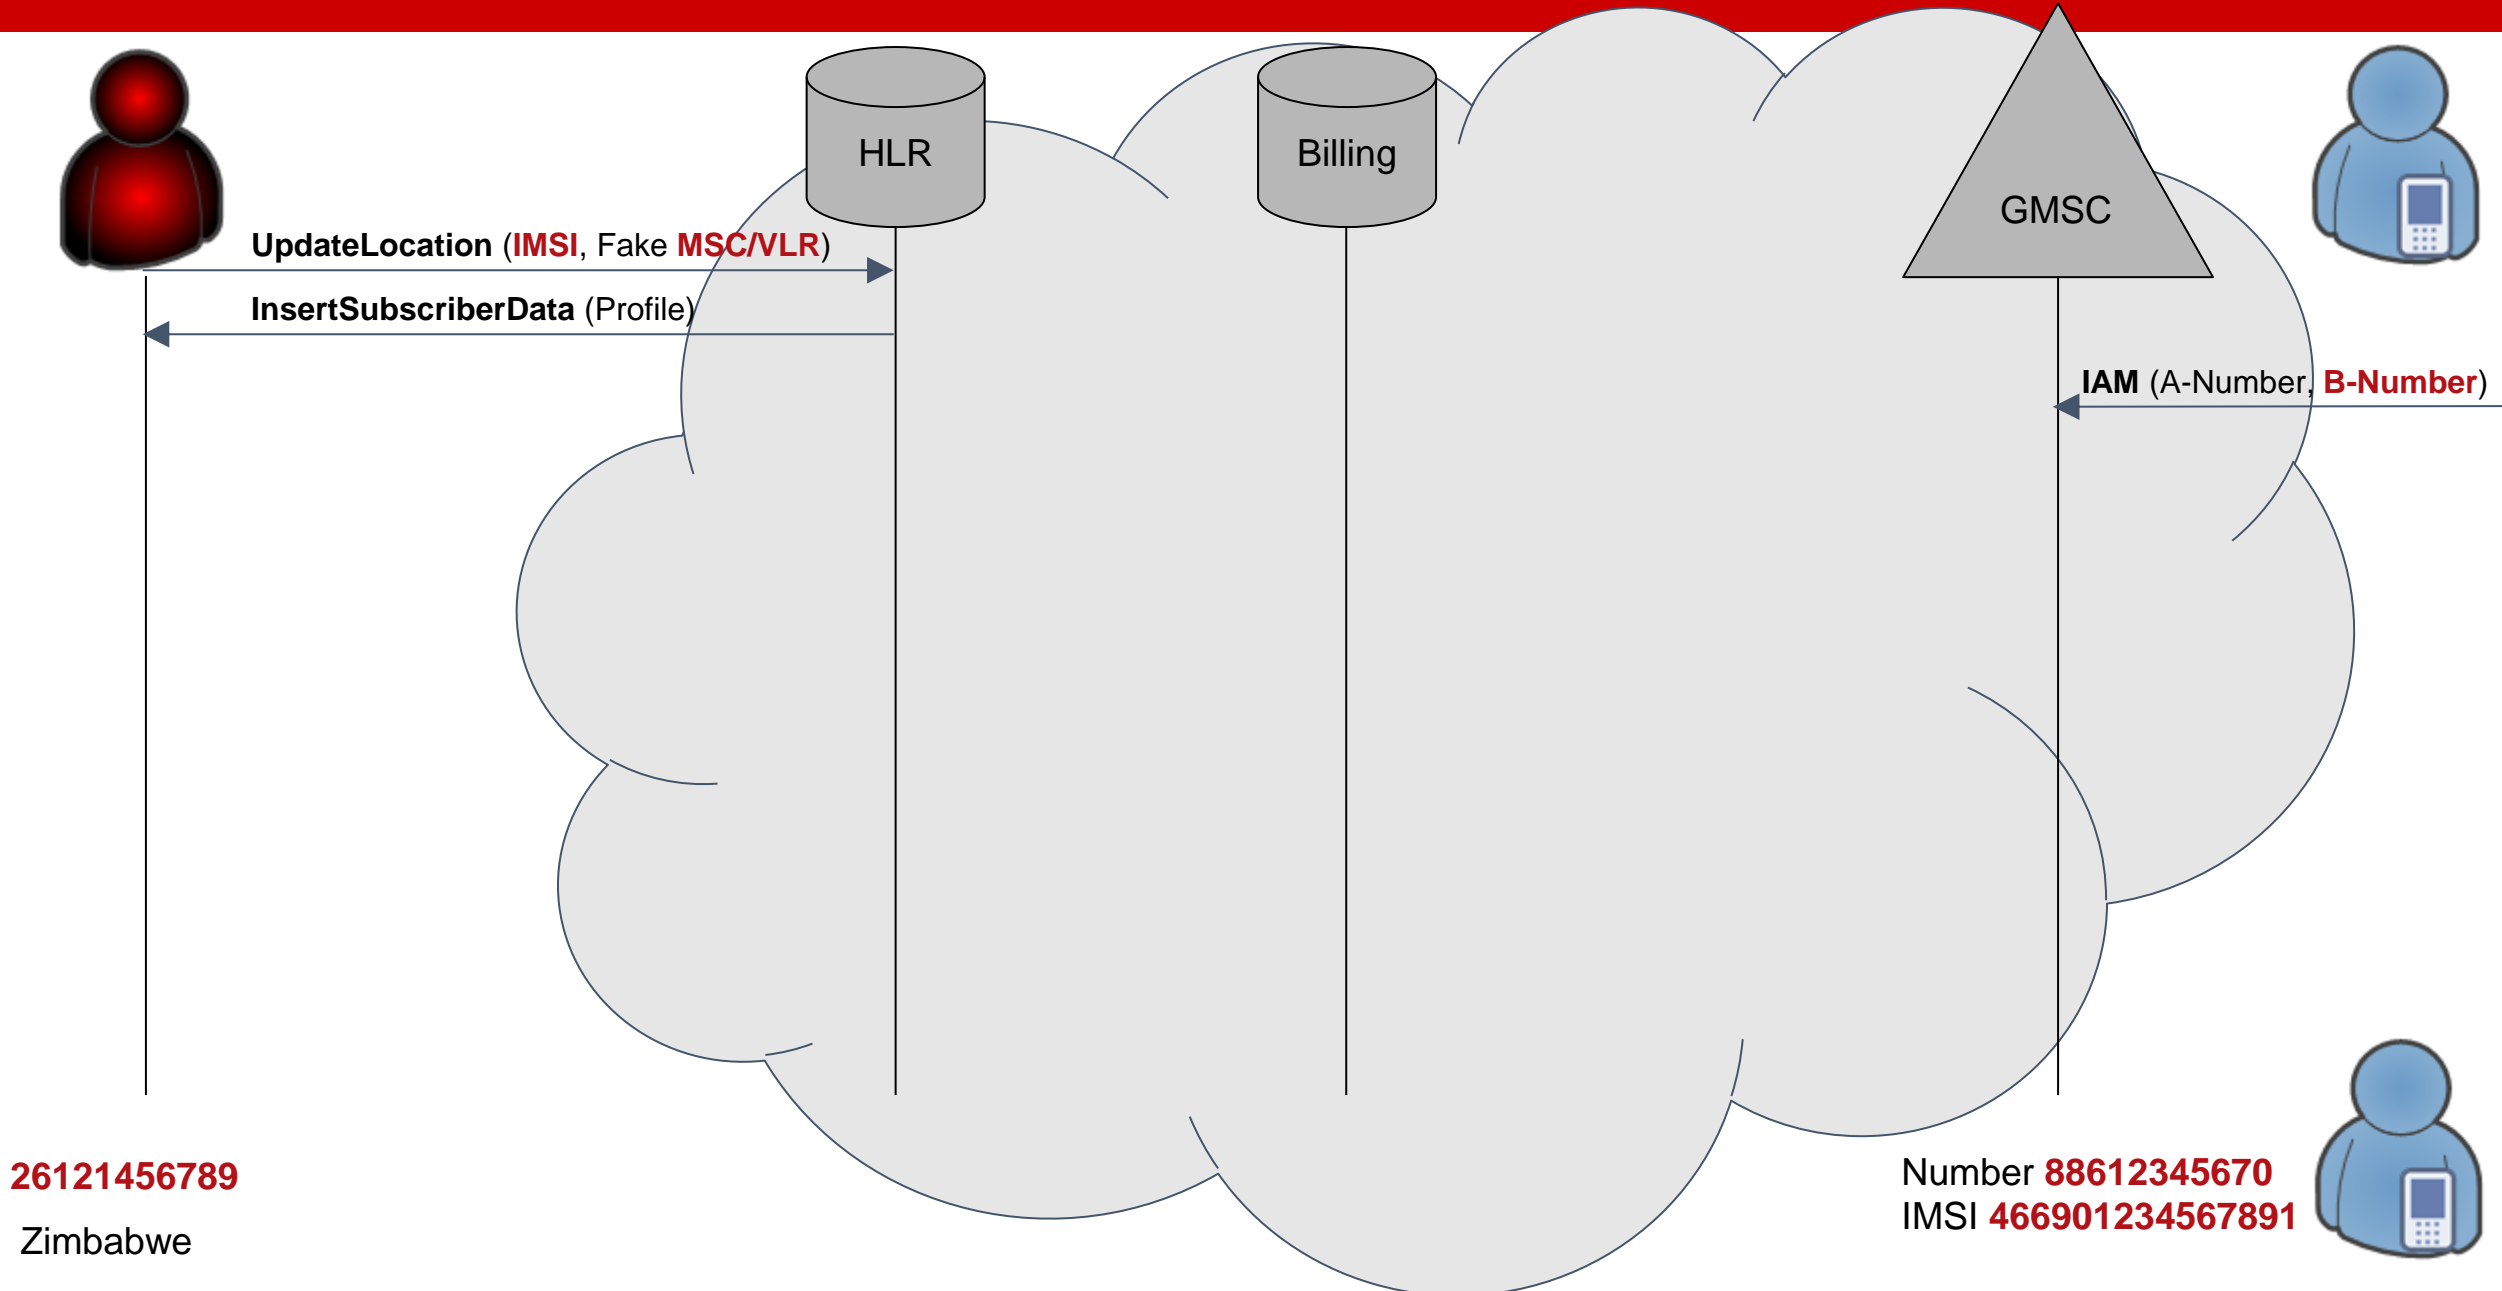 HLR
Billing
GMSC
UpdateLocation (IMSI, Fake MSC/VLR)
InsertSubscriberData (Profile)
IAM (A-Number, B-Number)
26121456789
Zimbabwe
Number 88612345670
IMSI 466901234567891